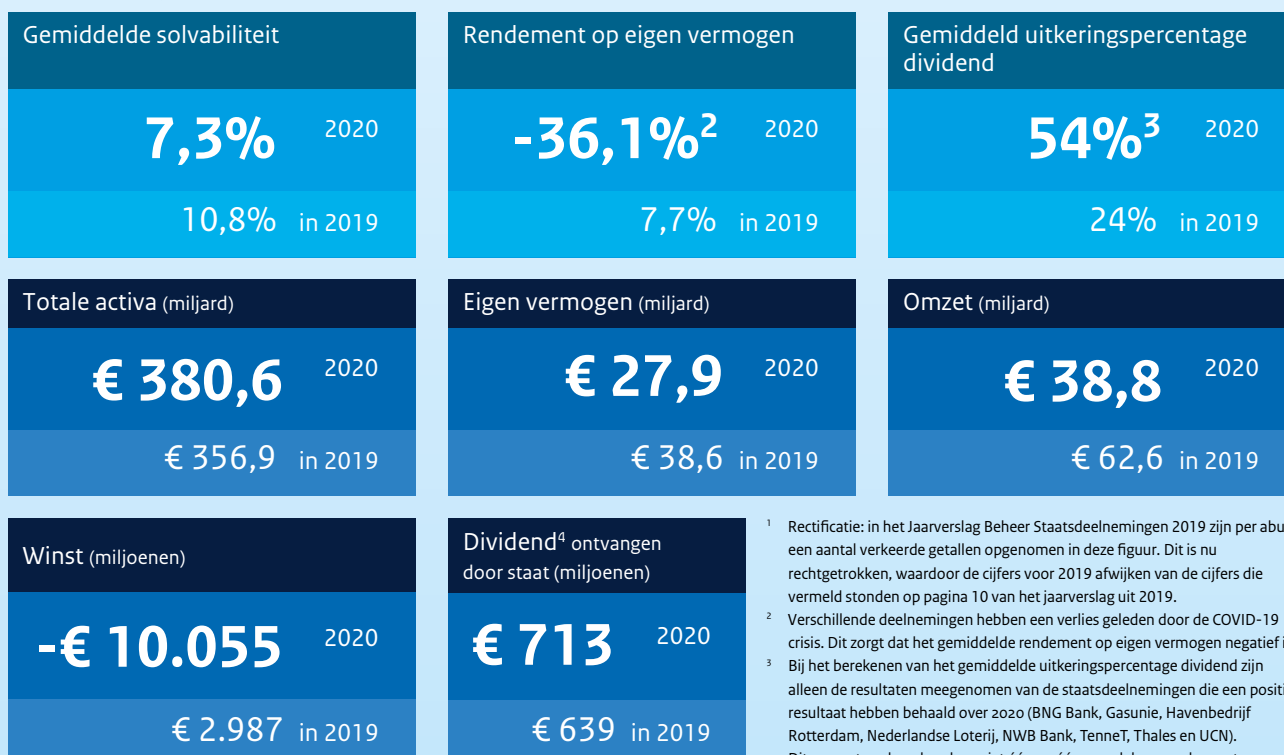 Gemiddelde solvabiliteit
7,3% 2020
10,8% in 2019
Rendement op eigen vermogen
-36,1%² 2020
7,7% in 2019
Gemiddeld uitkeringspercentage
dividend
54%³ 2020
24% in 2019
Totale activa (miljard)
€ 380,6 2020
€ 356,9 in 2019
Eigen vermogen (miljard)
€ 27,9 2020
€ 38,6 in 2019
Omzet (miljard)
€ 38,8 2020
€ 62,6 in 2019
Winst (miljoenen)
-€ 10.055 2020
€ 2.987 in 2019
Dividend⁴ ontvangen
door staat (miljoenen)
€ 713 2020
€ 639 in 2019
¹ Rectificatie: in het Jaarverslag Beheer Staatsdeelnemingen 2019 zijn per abu
een aantal verkeerde getallen opgenomen in deze figuur. Dit is nu
rechtgetrokken, waardoor de cijfers voor 2019 afwijken van de cijfers die
vermeld stonden op pagina 10 van het jaarverslag uit 2019.
² Verschillende deelnemingen hebben een verlies geleden door de COVID-19
crisis. Dit zorgt dat het gemiddelde rendement op eigen vermogen negatief i
³ Bij het berekenen van het gemiddelde uitkeringspercentage dividend zijn
alleen de resultaten meegenomen van de staatsdeelnemingen die een positi
resultaat hebben behaald over 2020 (BNG Bank, Gasunie, Havenbedrijf
Rotterdam, Nederlandse Loterij, NWB Bank, TenneT, Thales en UCN).